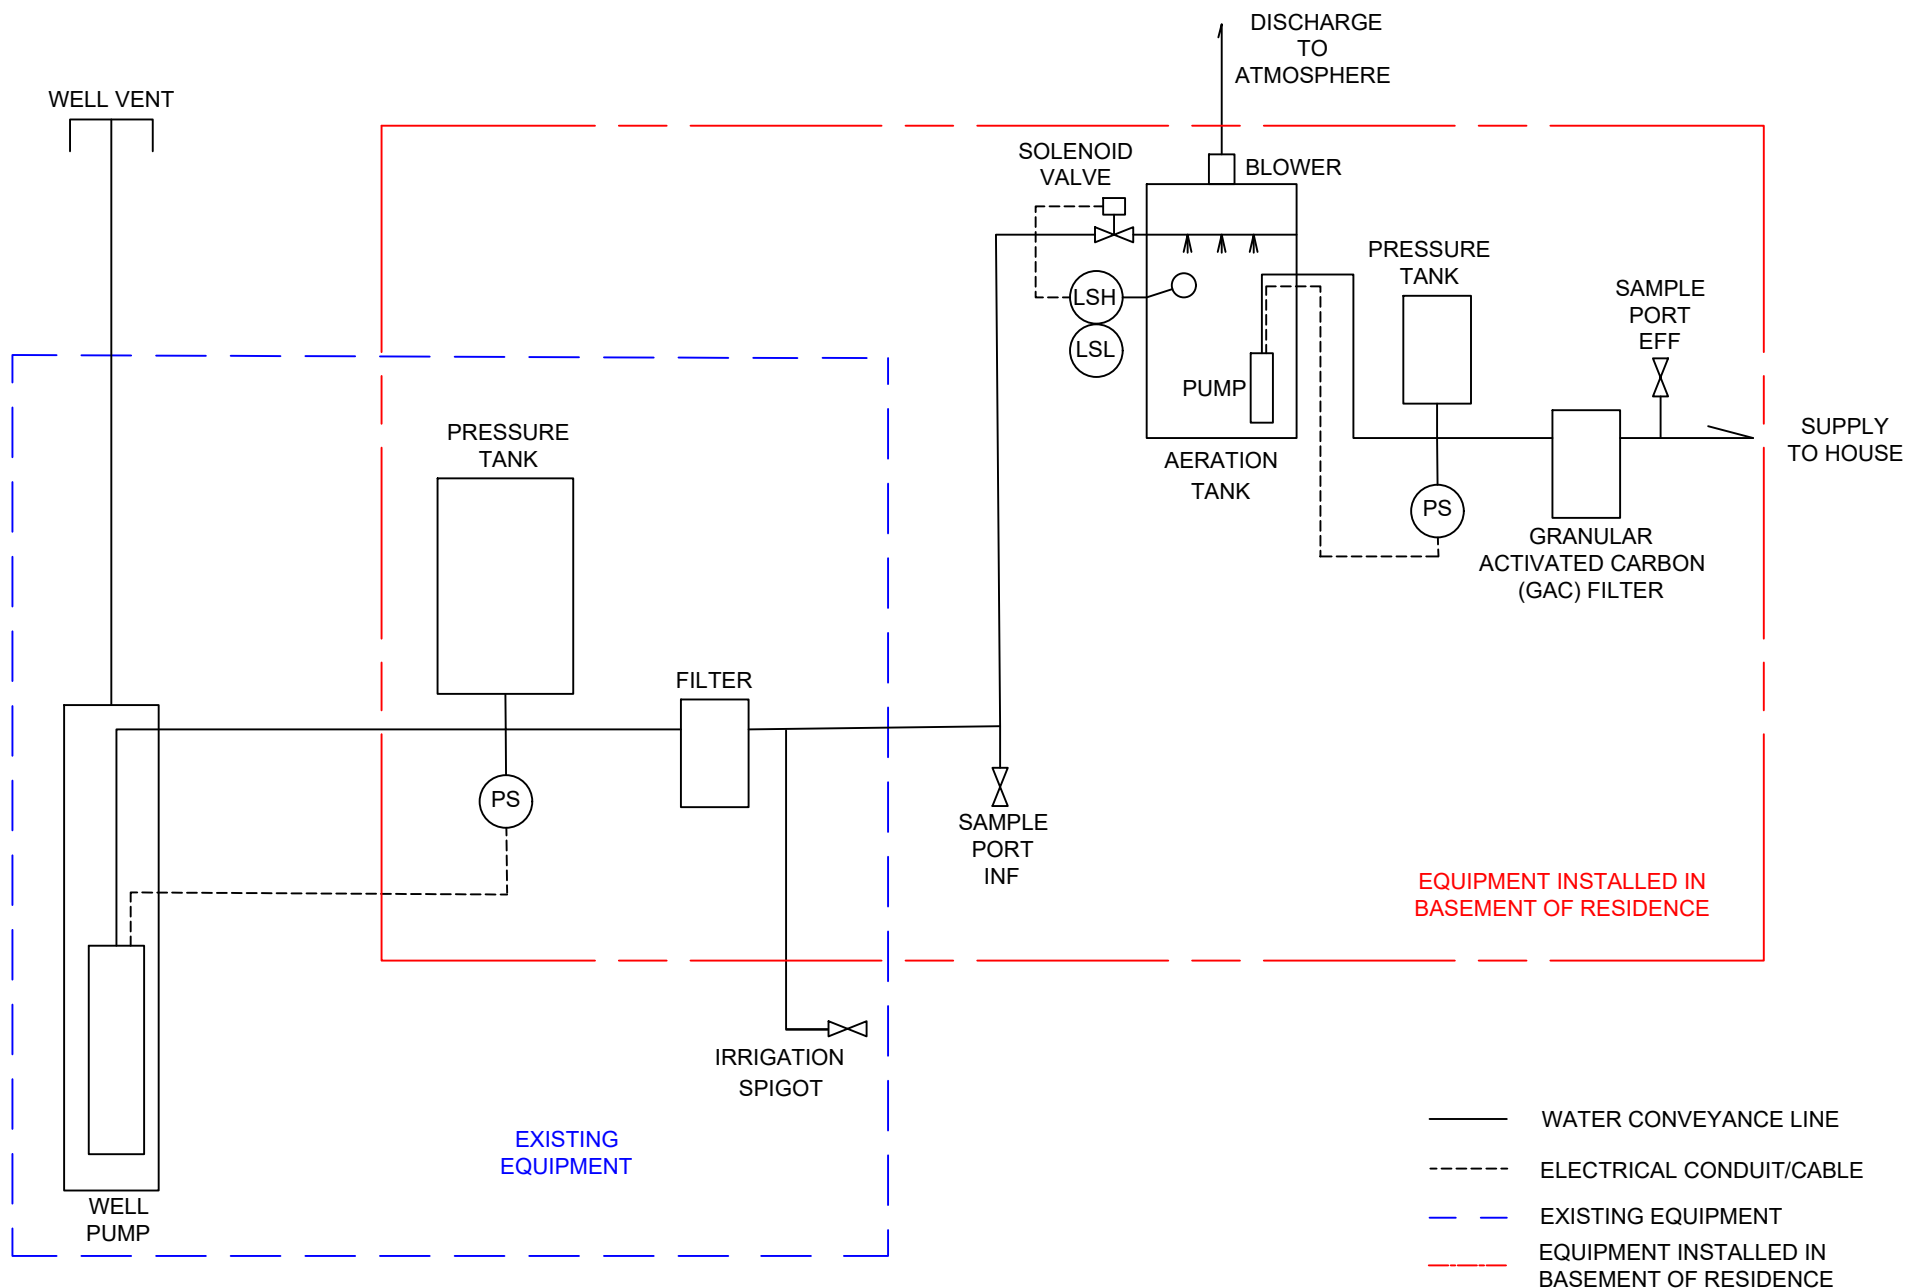 DISCHARGE
TO
ATMOSPHERE
WELL VENT
SOLENOID
VALVE
BLOWER
PRESSURE
TANK
SAMPLE
PORT
EFF
LSH
LSL
PUMP
AERATION
TANK
SUPPLY
TO HOUSE
PS
GRANULAR
ACTIVATED CARBON
(GAC) FILTER
PRESSURE
TANK
FILTER
PS
SAMPLE
PORT
INF
EQUIPMENT INSTALLED IN
BASEMENT OF RESIDENCE
IRRIGATION
SPIGOT
EXISTING
EQUIPMENT
WELL
PUMP
WATER CONVEYANCE LINE
ELECTRICAL CONDUIT/CABLE
EXISTING EQUIPMENT
EQUIPMENT INSTALLED IN
BASEMENT OF RESIDENCE